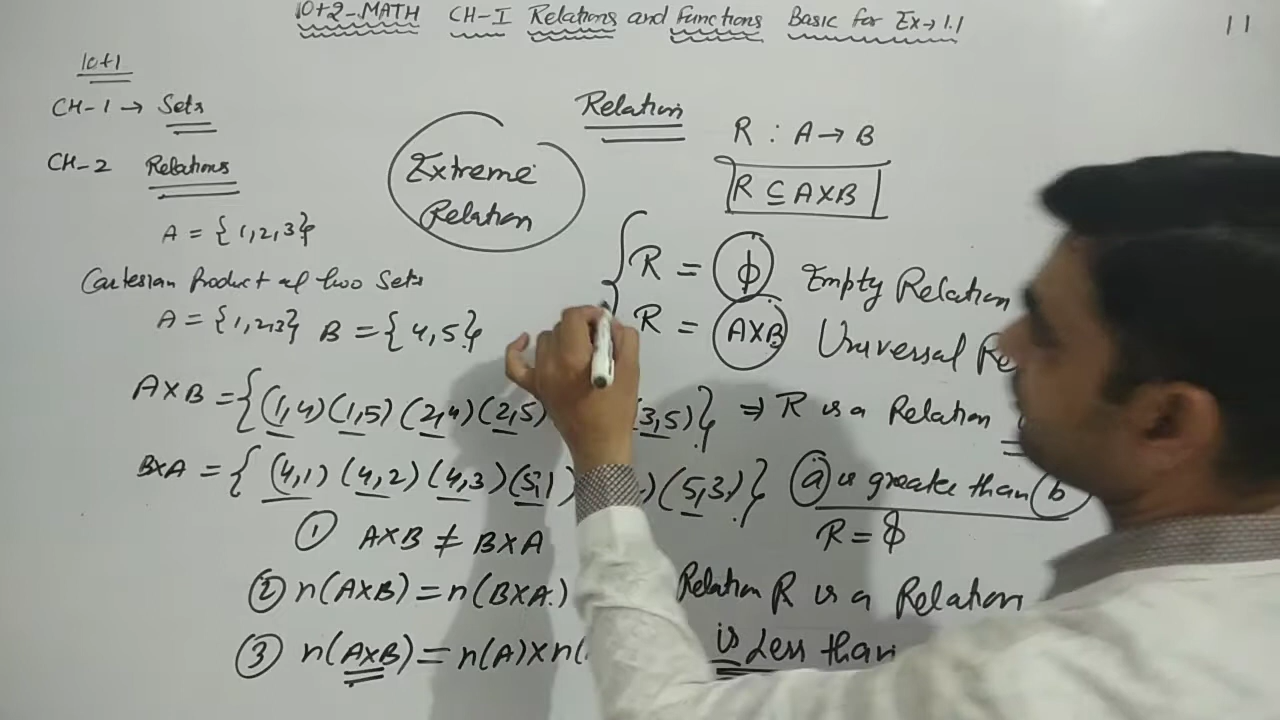 10+2-MATH CH-I Relations and functions Basic for Ex→1.1
11
10+1
CH-1 → Sets
CH-2 Relations
A = {1,2,3}
Cartesian Product of two Sets
A = {1,2,3} B = {4,5}
A×B = {(1,4)(1,5)(2,4)(2,5) 3,5)}
B×A = { (4,1) (4,2) (4,3)(5,1) ) (5,3)}
① A×B ≠ B×A
② n(A×B) = n(B×A)
③ n(A×B) = n(A)×n(
Relation
Extreme
Relation
R : A → B
R ⊆ A×B
R = ϕ Empty Relation
R = A×B Universal Re
⇒ R is a Relation
a is greater than b
R = ϕ
Relation R is a Relation
is Less than